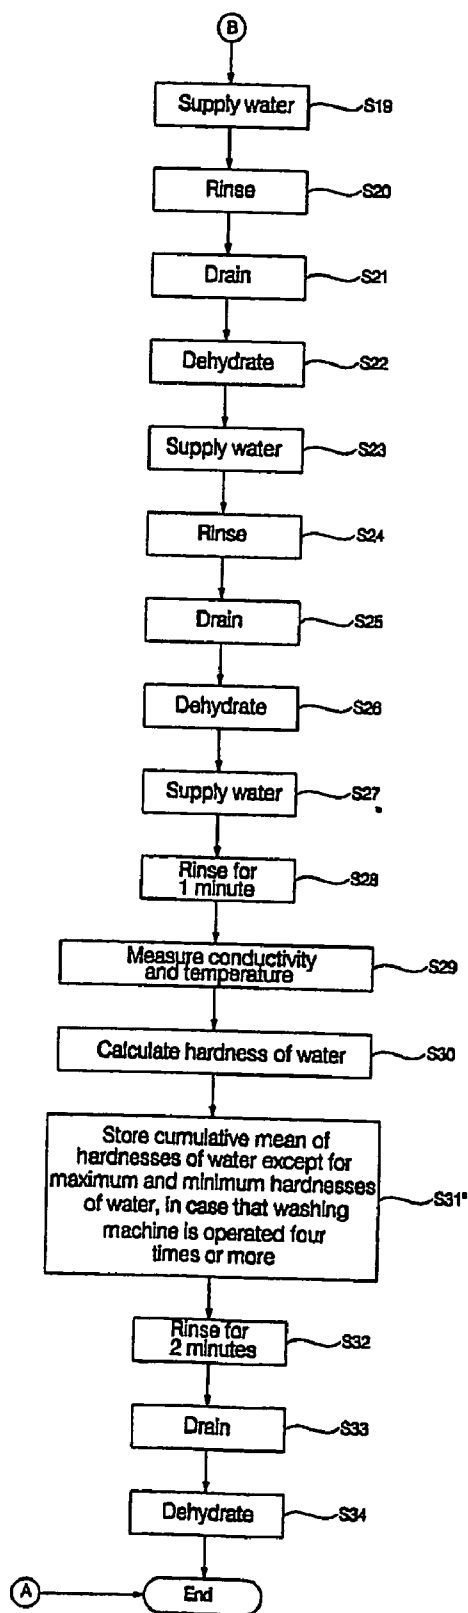 B
Supply water
S19
Rinse
S20
Drain
S21
Dehydrate
S22
Supply water
S23
Rinse
S24
Drain
S25
Dehydrate
S26
Supply water
S27
Rinse for
1 minute
S28
Measure conductivity
and temperature
S29
Calculate hardness of water
S30
Store cumulative mean of
hardnesses of water except for
maximum and minimum hardnesses
of water, in case that washing
machine is operated four
times or more
S31"
Rinse for
2 minutes
S32
Drain
S33
Dehydrate
S34
A
End